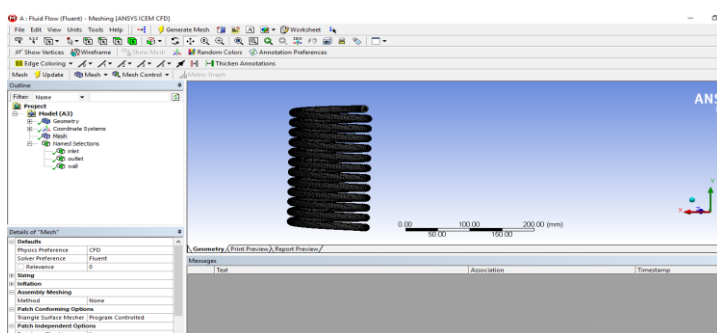 A : Fluid Flow (Fluent) - Meshing [ANSYS ICEM CFD]
File Edit View Units Tools Help Generate Mesh Worksheet
Show Vertices Wireframe Show Mesh Random Colors Annotation Preferences
Edge Coloring Thicken Annotations
Mesh Update Mesh Mesh Control Metric Graph
Outline
Filter: Name
Project
Model (A3)
Geometry
Coordinate Systems
Mesh
Named Selections
inlet
outlet
wall
ANS
Y
X
Z
0.00 100.00 200.00 (mm)
50.00 150.00
Geometry Print Preview Report Preview
Details of "Mesh"
Defaults
Physics Preference CFD
Solver Preference Fluent
Relevance 0
Sizing
Inflation
Assembly Meshing
Method None
Patch Conforming Options
Triangle Surface Mesher Program Controlled
Patch Independent Options
Messages
Text Association Timestamp